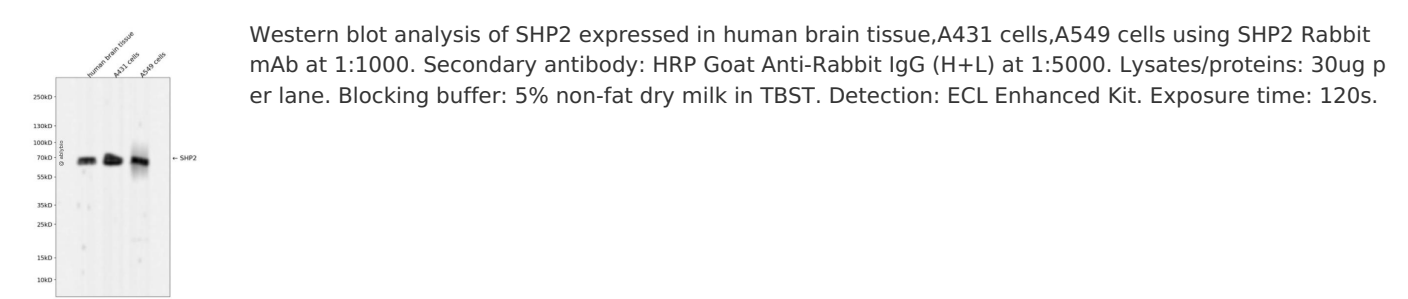 human brain tissue
A431 cells
A549 cells
250kD
130kD
100kD
70kD
55kD
35kD
25kD
15kD
10kD
@ ablybio
← SHP2
Western blot analysis of SHP2 expressed in human brain tissue,A431 cells,A549 cells using SHP2 Rabbit
mAb at 1:1000. Secondary antibody: HRP Goat Anti-Rabbit IgG (H+L) at 1:5000. Lysates/proteins: 30ug p
er lane. Blocking buffer: 5% non-fat dry milk in TBST. Detection: ECL Enhanced Kit. Exposure time: 120s.